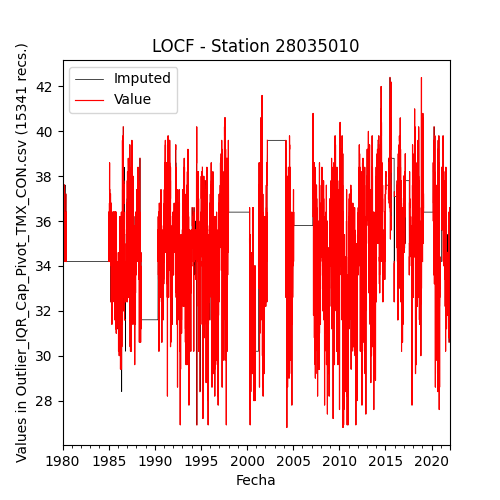 LOCF - Station 28035010
Imputed
Value
Values in Outlier_IQR_Cap_Pivot_TMX_CON.csv (15341 recs.)
42
40
38
36
34
32
30
28
1980 1985 1990 1995 2000 2005 2010 2015 2020
Fecha